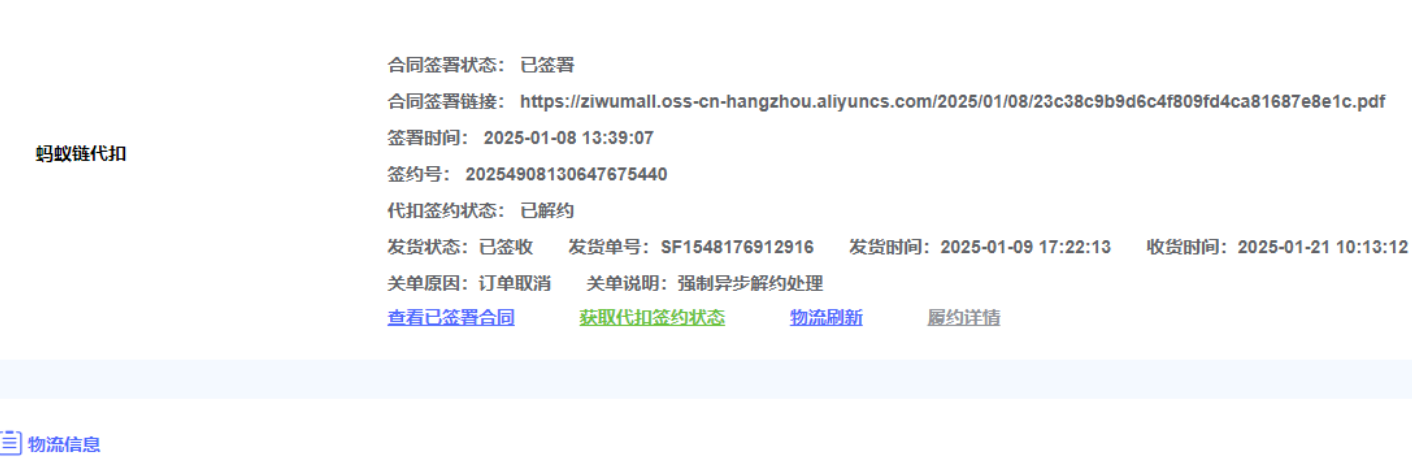 合同签署状态： 已签署
合同签署链接： https://ziwumall.oss-cn-hangzhou.aliyuncs.com/2025/01/08/23c38c9b9d6c4f809fd4ca81687e8e1c.pdf
签署时间： 2025-01-08 13:39:07
蚂蚁链代扣
签约号： 20254908130647675440
代扣签约状态： 已解约
发货状态：已签收 发货单号：SF1548176912916 发货时间：2025-01-09 17:22:13 收货时间：2025-01-21 10:13:12
关单原因：订单取消 关单说明：强制异步解约处理
查看已签署合同 获取代扣签约状态 物流刷新 履约详情
物流信息